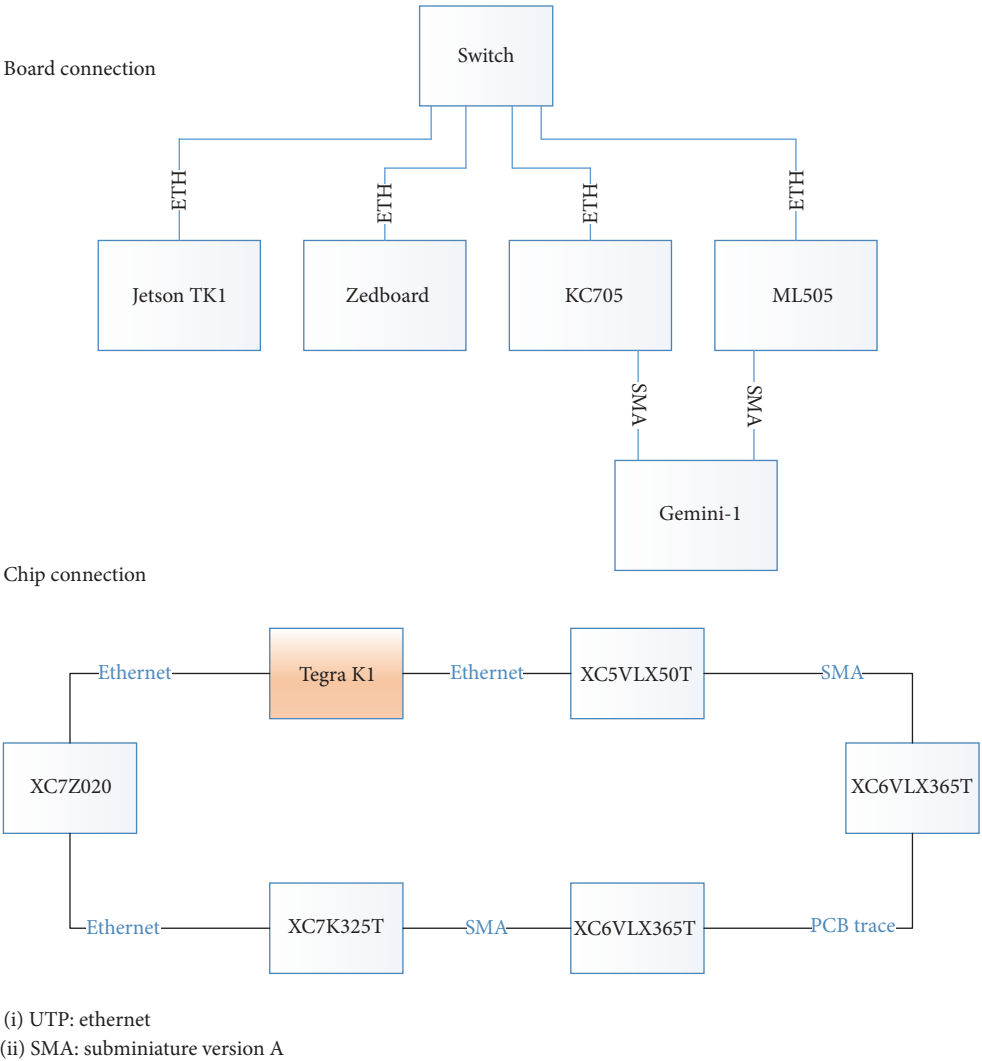 Switch
Board connection
ETH
ETH
ETH
ETH
Jetson TK1
Zedboard
KC705
ML505
SMA
SMA
Gemini-1
Chip connection
Ethernet
Tegra K1
Ethernet
XC5VLX50T
SMA
XC7Z020
XC6VLX365T
Ethernet
XC7K325T
SMA
XC6VLX365T
PCB trace
(i) UTP: ethernet
(ii) SMA: subminiature version A